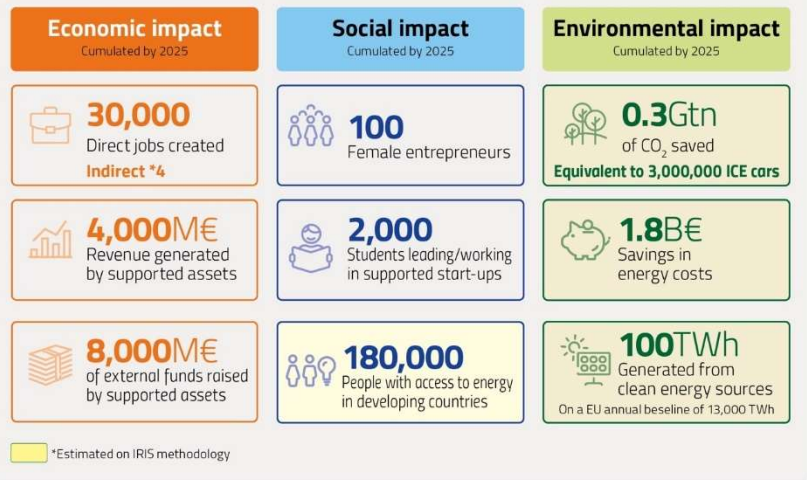 Economic impact
Cumulated by 2025
30,000
Direct jobs created
Indirect *4
4,000M€
Revenue generated
by supported assets
8,000M€
of external funds raised
by supported assets
Social impact
Cumulated by 2025
100
Female entrepreneurs
2,000
Students leading/working
in supported start-ups
180,000
People with access to energy
in developing countries
Environmental impact
Cumulated by 2025
0.3Gtn
of CO₂ saved
Equivalent to 3,000,000 ICE cars
1.8B€
Savings in
energy costs
100TWh
Generated from
clean energy sources
On a EU annual baseline of 13,000 TWh
*Estimated on IRIS methodology